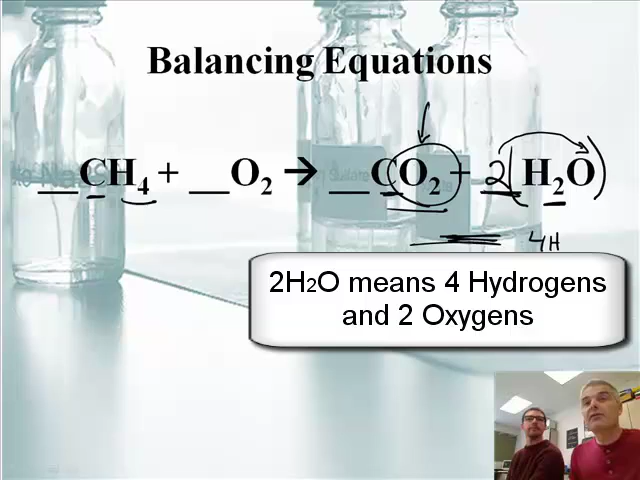 Balancing Equations
__CH4 + __O2 → __CO2 + 2(H2O)
4H
2H2O means 4 Hydrogens
and 2 Oxygens